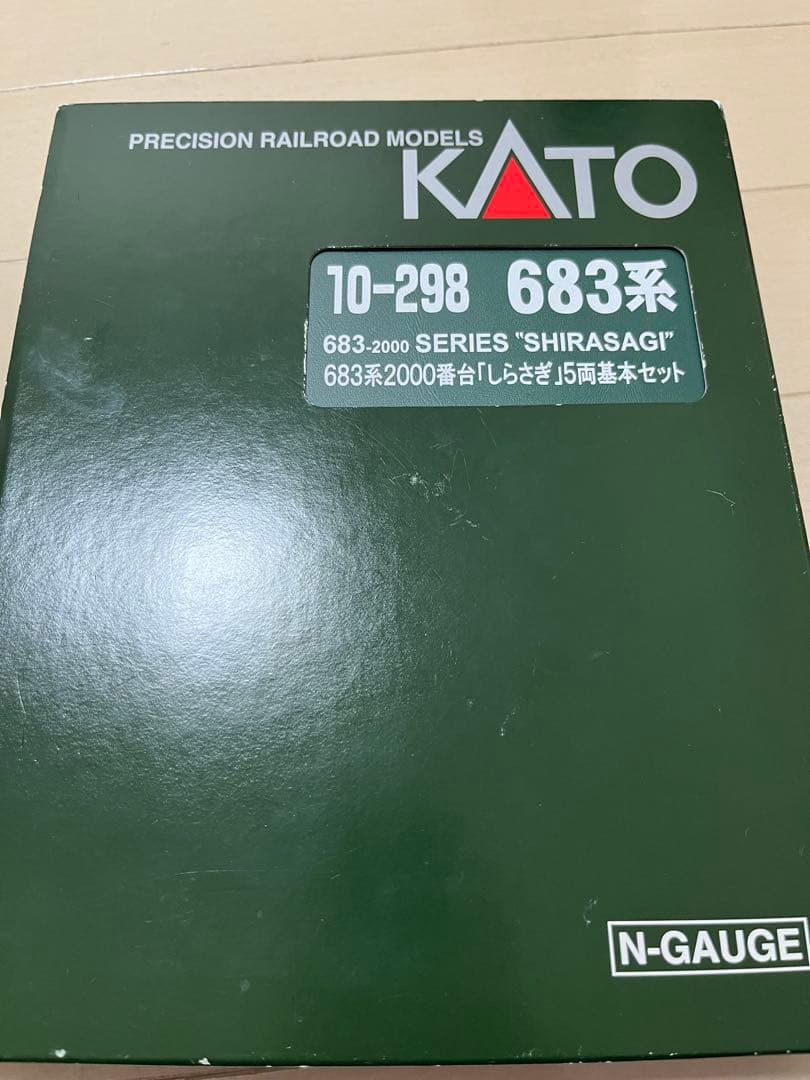 PRECISION RAILROAD MODELS
KATO
10-298 683系
683-2000 SERIES "SHIRASAGI"
683系2000番台「しらさぎ」5両基本セット
N-GAUGE